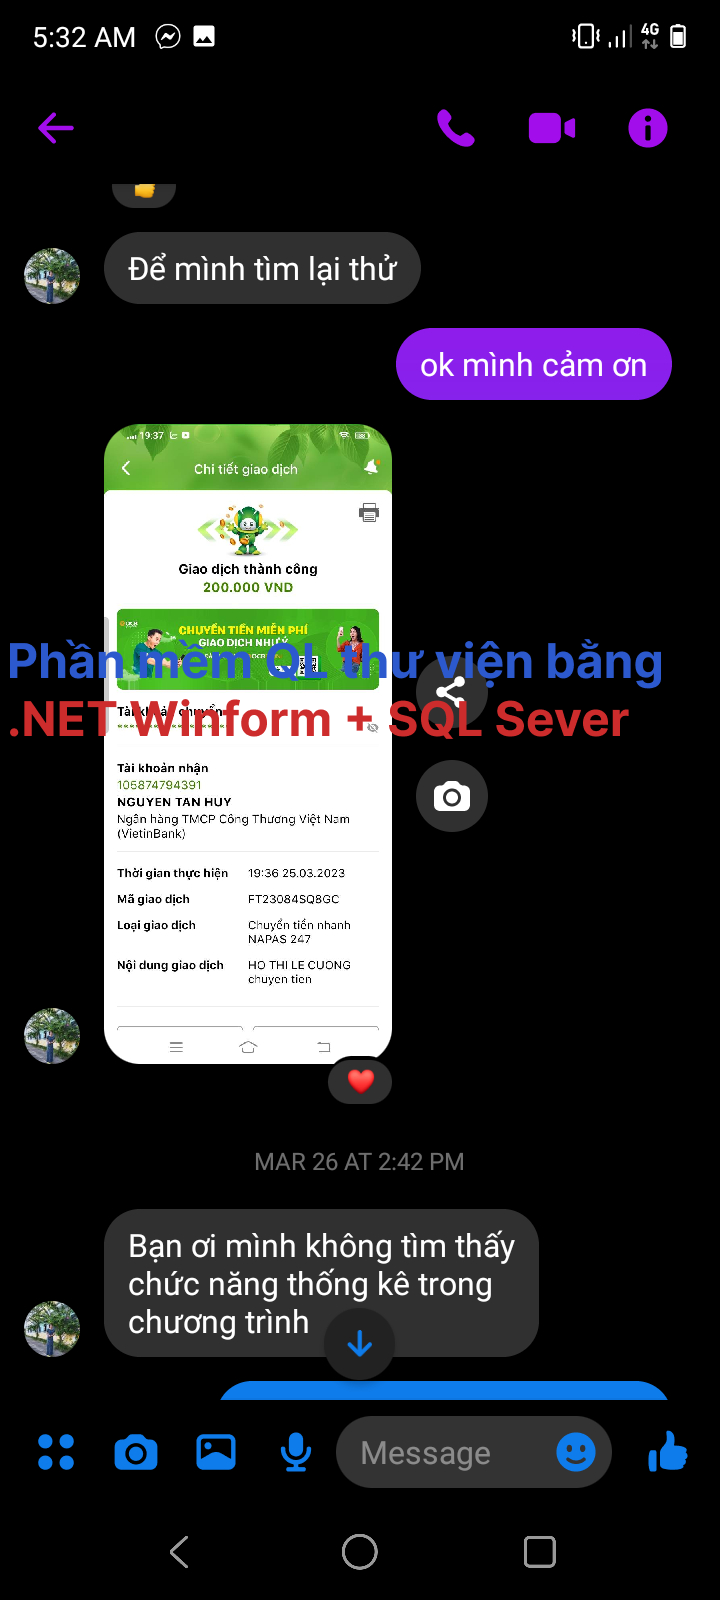 5:32 AM
4G
Để mình tìm lại thử
ok mình cảm ơn
19:37
Chi tiết giao dịch
Giao dịch thành công
200.000 VND
CHUYỂN TIỀN MIỄN PHÍ
GIAO DỊCH NHƯ Ý
Phần mềm QL thư viện bằng
.NET Winform + SQL Sever
Tài khoản chuyển
Tài khoản nhận
105874794391
NGUYEN TAN HUY
Ngân hàng TMCP Công Thương Việt Nam
(VietinBank)
Thời gian thực hiện 19:36 25.03.2023
Mã giao dịch FT23084SQ8GC
Loại giao dịch Chuyển tiền nhanh
NAPAS 247
Nội dung giao dịch HO THI LE CUONG
chuyen tien
MAR 26 AT 2:42 PM
Bạn ơi mình không tìm thấy
chức năng thống kê trong
chương trình
Message